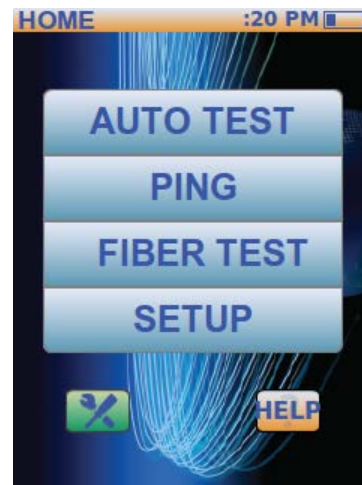 HOME :20 PM
AUTO TEST
PING
FIBER TEST
SETUP
HELP